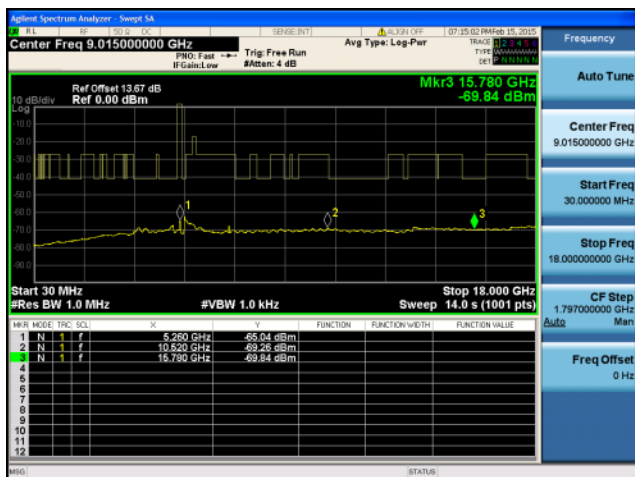 Agilent Spectrum Analyzer - Swept SA
RL RF 50 Ω DC SENSE:INT ALIGN OFF 07:15:02 PM Feb 15, 2015
Center Freq 9.015000000 GHz
PNO: Fast
IFGain:Low
Trig: Free Run
#Atten: 4 dB
Avg Type: Log-Pwr
TRACE 1 2 3 4 5 6
TYPE
DET P N N N N N
Frequency
Auto Tune
Center Freq
9.015000000 GHz
Start Freq
30.000000 MHz
Stop Freq
18.000000000 GHz
CF Step
1.797000000 GHz
Auto Man
Freq Offset
0 Hz
Mkr3 15.780 GHz
-69.84 dBm
Ref Offset 13.67 dB
10 dB/div Ref 0.00 dBm
Log
-10.0
-20.0
-30.0
-40.0
-50.0
-60.0
-70.0
-80.0
-90.0
1
2
3
Start 30 MHz Stop 18.000 GHz
#Res BW 1.0 MHz #VBW 1.0 kHz Sweep 14.0 s (1001 pts)
MKR MODE TRC SCL X Y FUNCTION FUNCTION WIDTH FUNCTION VALUE
1 N 1 f 5.260 GHz -65.04 dBm
2 N 1 f 10.520 GHz -69.26 dBm
3 N 1 f 15.780 GHz -69.84 dBm
4
5
6
7
8
9
10
11
12
MSG STATUS